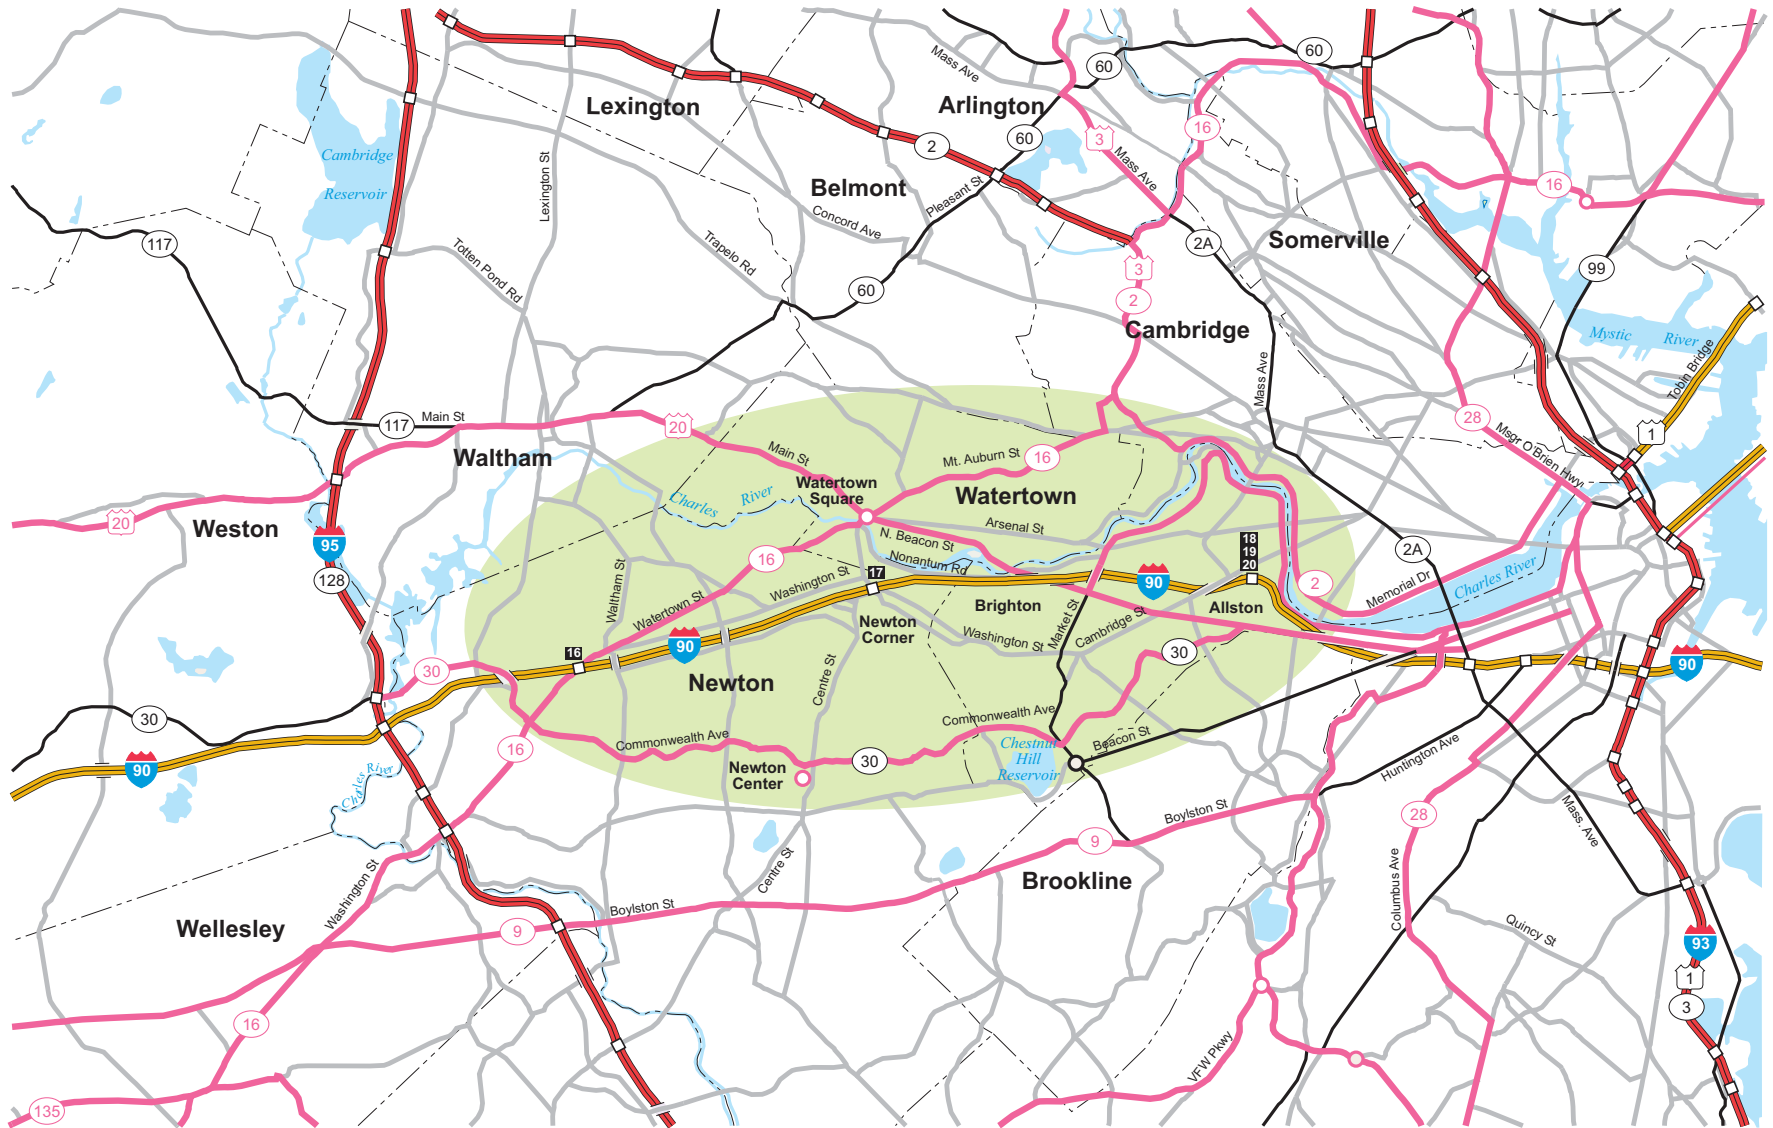 60
Mass Ave
60
Lexington
Arlington
60
3
16
2
Mass Ave
Cambridge
Reservoir
Lexington St
Belmont
Pleasant St
16
Concord Ave
117
Totten Pond Rd
Trapelo Rd
2A
Somerville
3
99
60
2
Cambridge
Mystic River
Tobin Bridge
Mass Ave
117
Main St
20
28
1
Msgr O'Brien Hwy
Waltham
Main St
Mt. Auburn St
16
Watertown
Square
Watertown
Charles River
20
Weston
Arsenal St
N. Beacon St
18
19
20
95
128
16
Nonantum Rd
17
90
2A
2
Charles River
Memorial Dr
Waltham St
Washington St
Watertown St
Brighton
Allston
Newton
Corner
Market St
Cambridge St
Washington St
90
16
30
30
90
Newton
Centre St
30
Commonwealth Ave
Commonwealth Ave
16
Beacon St
Chestnut
Hill
Reservoir
Huntington Ave
90
Charles River
Newton
Center
30
Boylston St
28
Mass. Ave
9
Centre St
Washington St
Brookline
Columbus Ave
Boylston St
Wellesley
9
Quincy St
93
1
3
16
VFW Pkwy
135